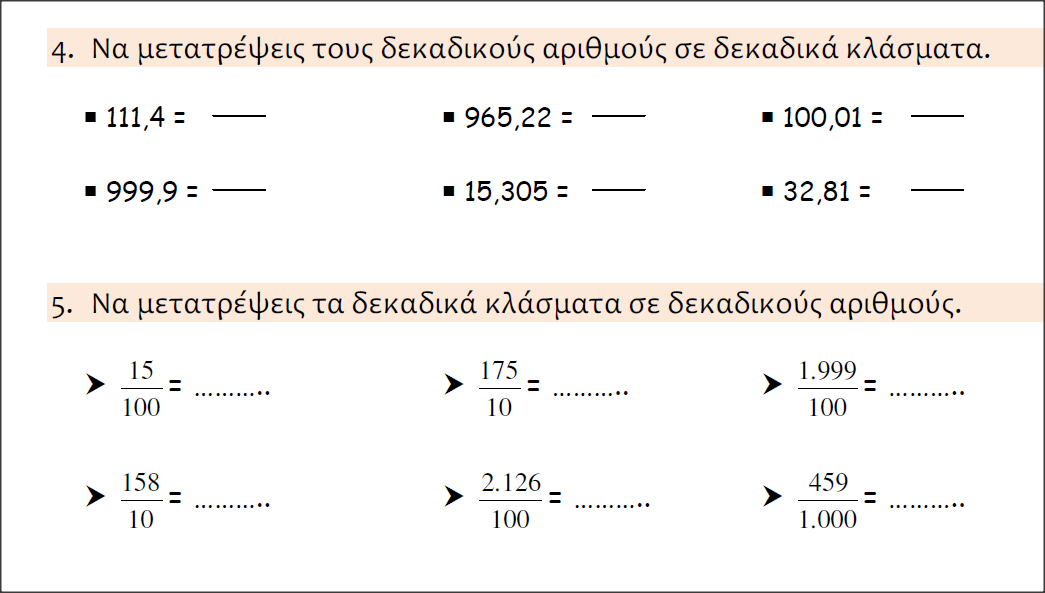 4. Να μετατρέψεις τους δεκαδικούς αριθμούς σε δεκαδικά κλάσματα.
▪ 111,4 = ——— ▪ 965,22 = ——— ▪ 100,01 = ———
▪ 999,9 = ——— ▪ 15,305 = ——— ▪ 32,81 = ———
5. Να μετατρέψεις τα δεκαδικά κλάσματα σε δεκαδικούς αριθμούς.
➤ 15/100 = ……….. ➤ 175/10 = ……….. ➤ 1.999/100 = ………..
➤ 158/10 = ……….. ➤ 2.126/100 = ……….. ➤ 459/1.000 = ………..